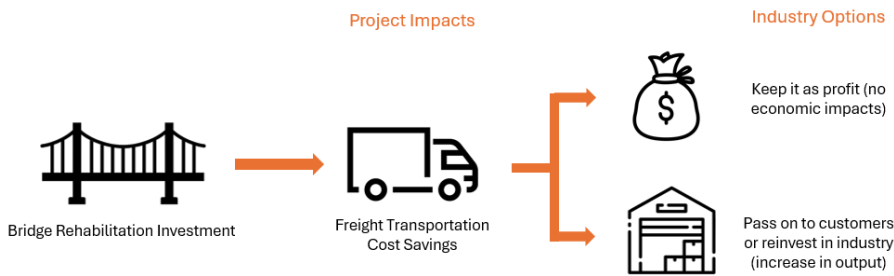 Project Impacts
Industry Options
Keep it as profit (no
economic impacts)
$
Bridge Rehabilitation Investment
Freight Transportation
Cost Savings
Pass on to customers
or reinvest in industry
(increase in output)